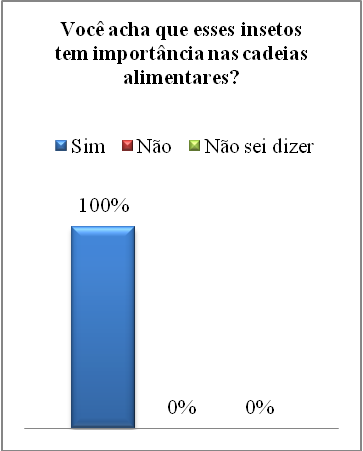 Você acha que esses insetos
tem importância nas cadeias
alimentares?
Sim Não Não sei dizer
100%
0% 0%